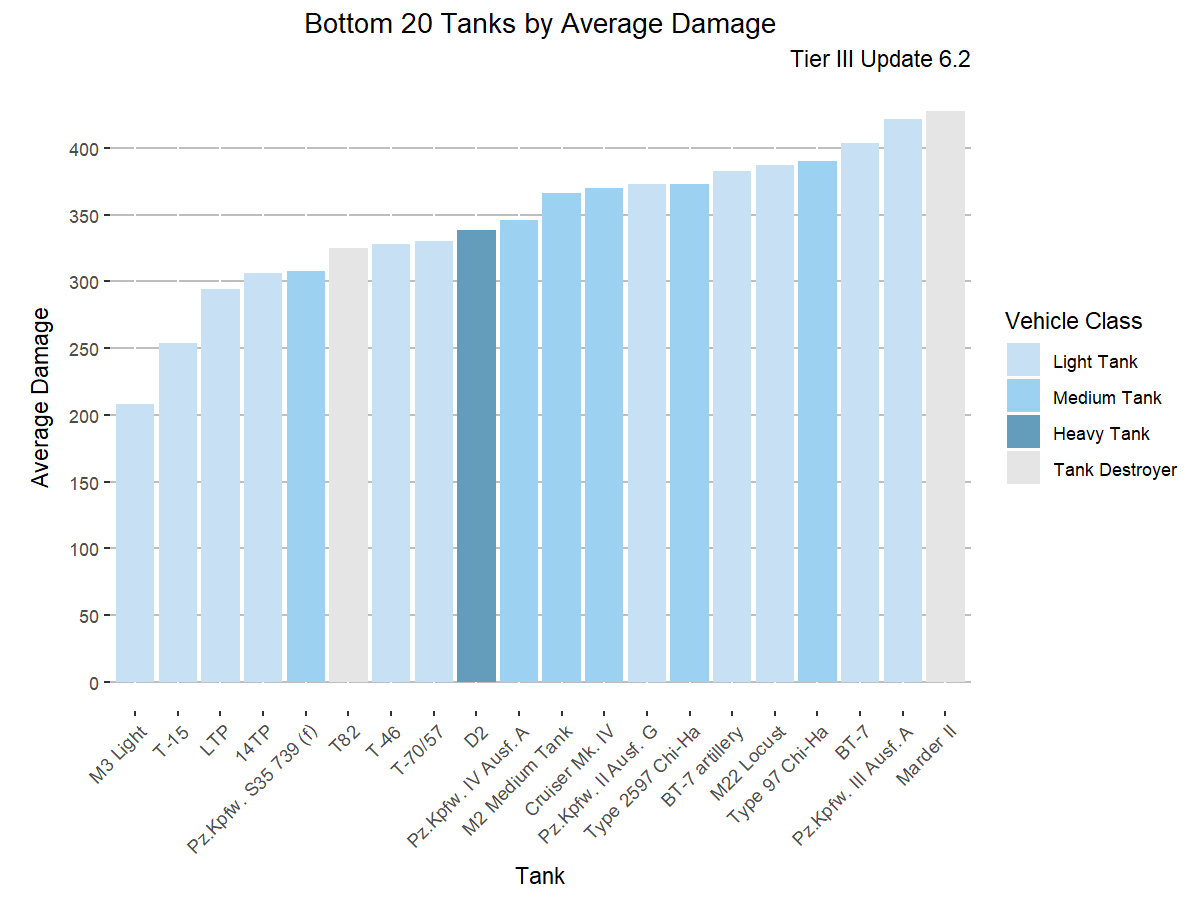 Bottom 20 Tanks by Average Damage
Tier III Update 6.2
Average Damage
400
350
300
250
200
150
100
50
0
M3 Light
T-15
LTP
14TP
Pz.Kpfw. S35 739 (f)
T82
T-46
T-70/57
D2
Pz.Kpfw. IV Ausf. A
M2 Medium Tank
Cruiser Mk. IV
Pz.Kpfw. II Ausf. G
Type 2597 Chi-Ha
BT-7 artillery
M22 Locust
Type 97 Chi-Ha
BT-7
Pz.Kpfw. III Ausf. A
Marder II
Tank
Vehicle Class
Light Tank
Medium Tank
Heavy Tank
Tank Destroyer